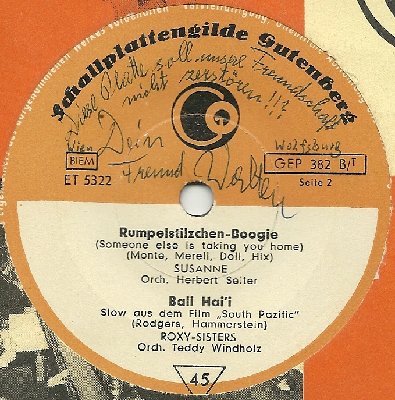 Schallplattengilde Gutenberg
Diese Platte soll unsere Freundschaft
nicht zerstören!!?
Wien Dein Wolfsburg
Freund
BIEM
ET 5322
GEP 382 B/T
Seite 2
Rumpelstilzchen-Boogie
(Someone else is taking you home)
(Monte, Merell, Doll, Hix)
SUSANNE
Orch. Herbert Seiter
Bali Hai'i
Slow aus dem Film „South Pazific"
(Rodgers, Hammerstein)
ROXY-SISTERS
Orch. Teddy Windholz
45